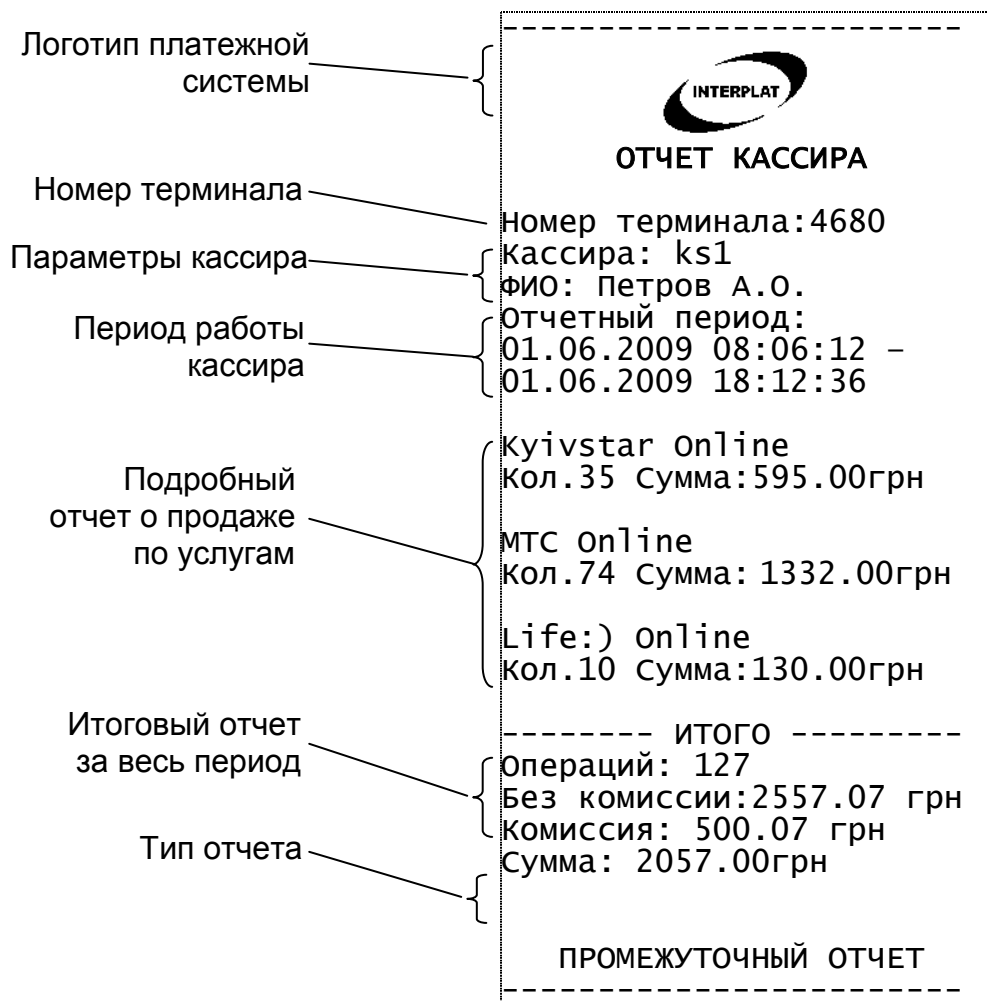 Логотип платежной
системы
Номер терминала
Параметры кассира
Период работы
кассира
Подробный
отчет о продаже
по услугам
Итоговый отчет
за весь период
Тип отчета
-------------------------
INTERPLAT
ОТЧЕТ КАССИРА
Номер терминала:4680
Кассира: ks1
ФИО: Петров А.О.
Отчетный период:
01.06.2009 08:06:12 –
01.06.2009 18:12:36
Kyivstar Online
Кол.35 Сумма:595.00грн
МТС Online
Кол.74 Сумма: 1332.00грн
Life:) Online
Кол.10 Сумма:130.00грн
-------- ИТОГО ---------
Операций: 127
Без комиссии:2557.07 грн
Комиссия: 500.07 грн
Сумма: 2057.00грн
ПРОМЕЖУТОЧНЫЙ ОТЧЕТ
-------------------------